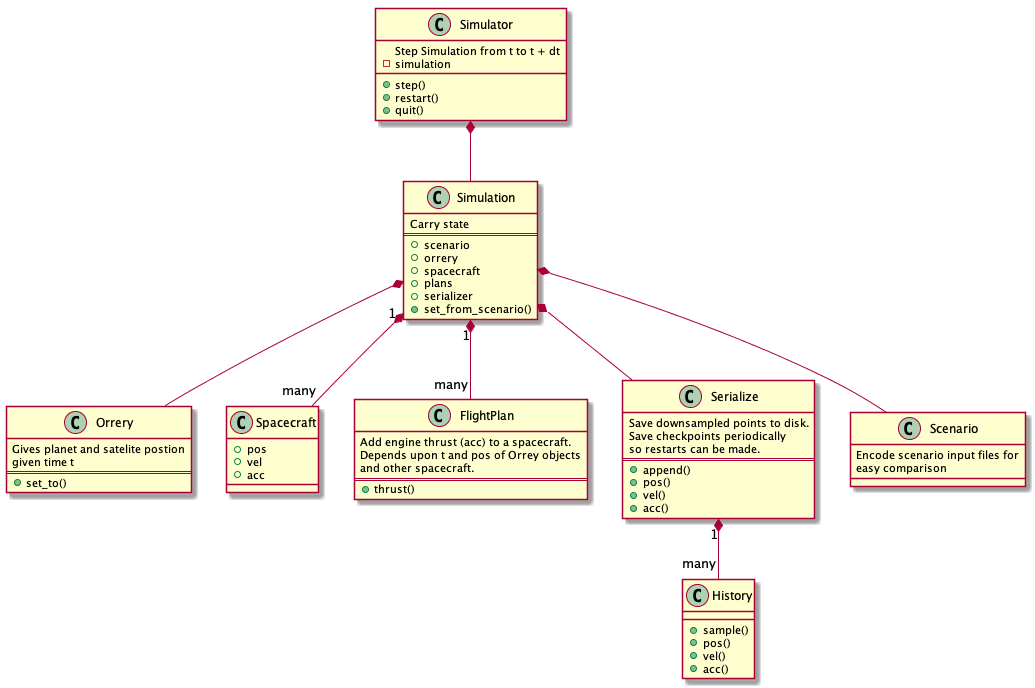 C Simulator
Step Simulation from t to t + dt
simulation
step()
restart()
quit()
C Simulation
Carry state
scenario
orrery
spacecraft
plans
serializer
set_from_scenario()
1
many
1
many
C Orrery
Gives planet and satelite postion
given time t
set_to()
C Spacecraft
pos
vel
acc
C FlightPlan
Add engine thrust (acc) to a spacecraft.
Depends upon t and pos of Orrey objects
and other spacecraft.
thrust()
C Serialize
Save downsampled points to disk.
Save checkpoints periodically
so restarts can be made.
append()
pos()
vel()
acc()
C Scenario
Encode scenario input files for
easy comparison
1
many
C History
sample()
pos()
vel()
acc()